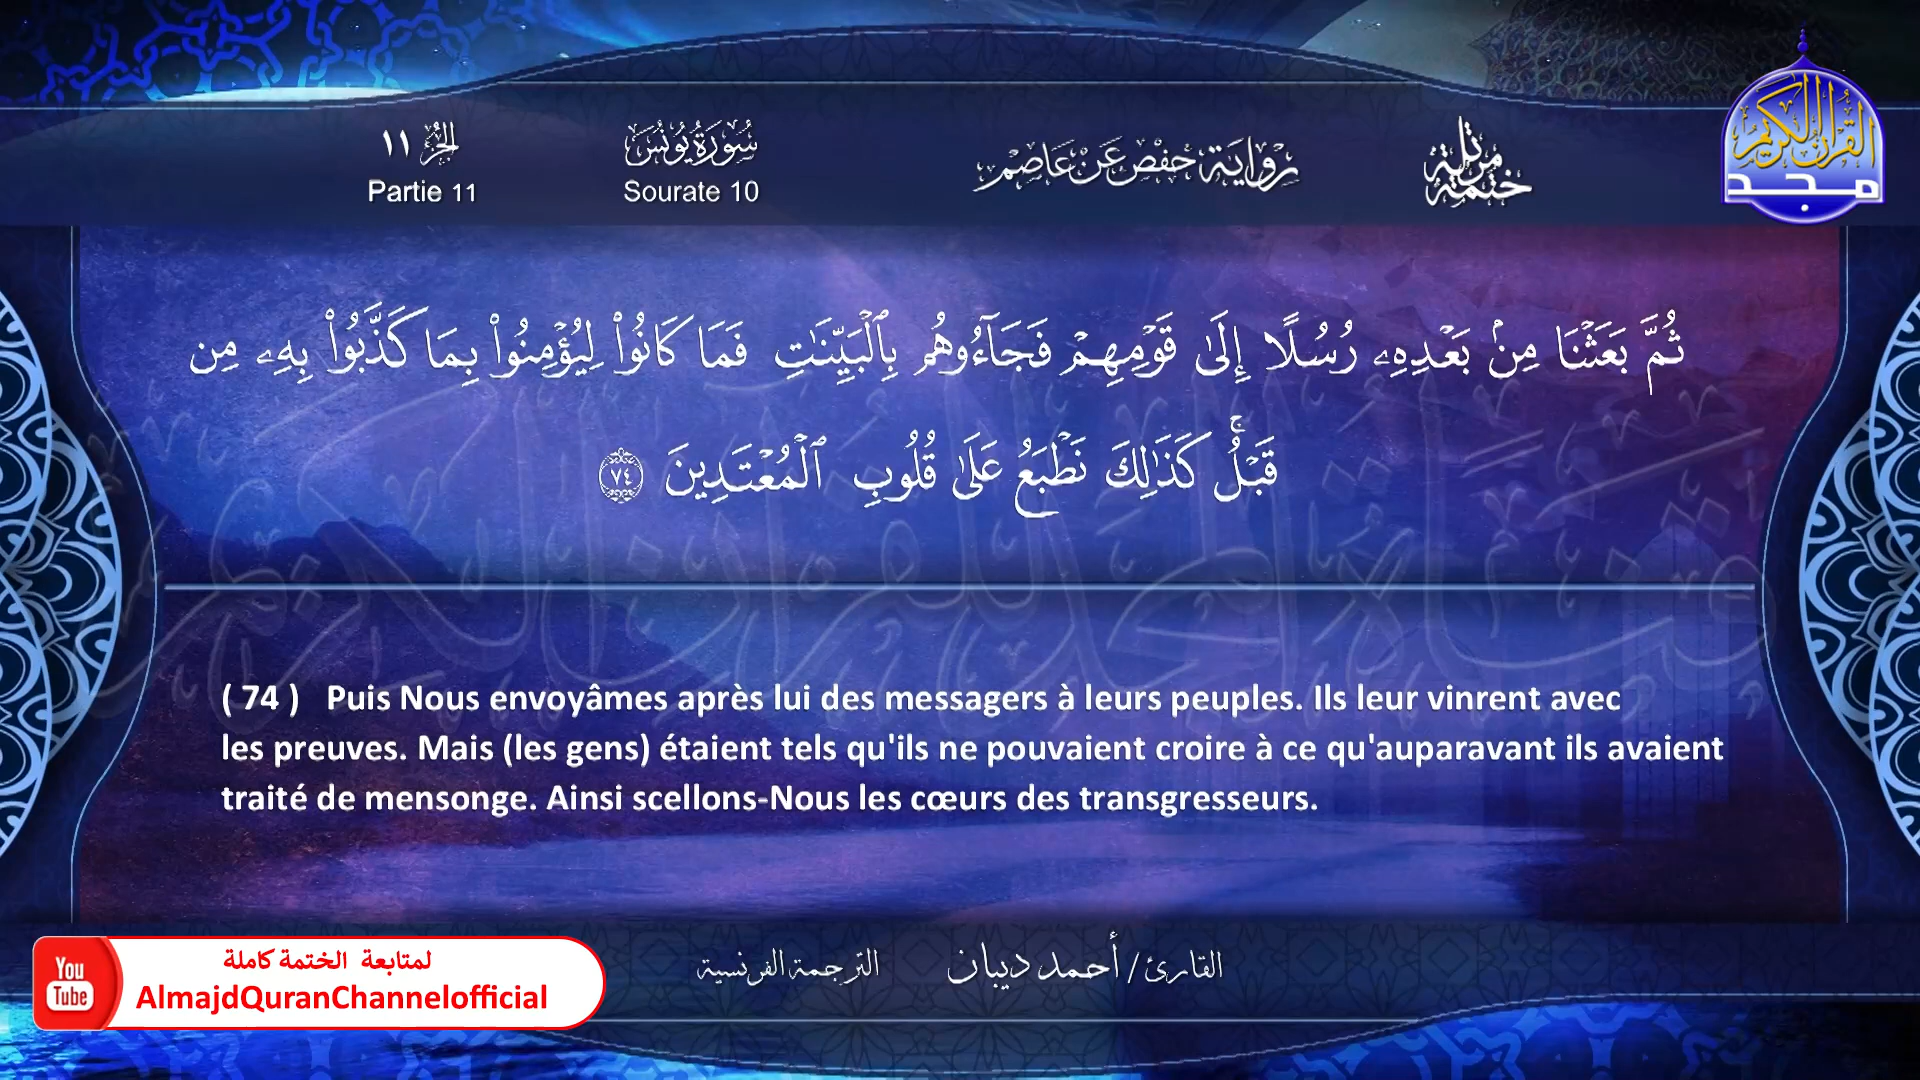 الجزء ١١
Partie 11
سُورَةُ يُونُسَ
Sourate 10
رواية حفص عن عاصم
ختمة مرتلة
القرآن الكريم
مجد
ثُمَّ بَعَثْنَا مِنۢ بَعْدِهِۦ رُسُلًا إِلَىٰ قَوْمِهِمْ فَجَآءُوهُم بِٱلْبَيِّنَٰتِ فَمَا كَانُوا۟ لِيُؤْمِنُوا۟ بِمَا كَذَّبُوا۟ بِهِۦ مِن
قَبْلُ ۚ كَذَٰلِكَ نَطْبَعُ عَلَىٰ قُلُوبِ ٱلْمُعْتَدِينَ ٧٤
( 74 ) Puis Nous envoyâmes après lui des messagers à leurs peuples. Ils leur vinrent avec
les preuves. Mais (les gens) étaient tels qu'ils ne pouvaient croire à ce qu'auparavant ils avaient
traité de mensonge. Ainsi scellons-Nous les cœurs des transgresseurs.
القارئ / أحمد ديبان
الترجمة الفرنسية
You
Tube
لمتابعة الختمة كاملة
AlmajdQuranChannelofficial